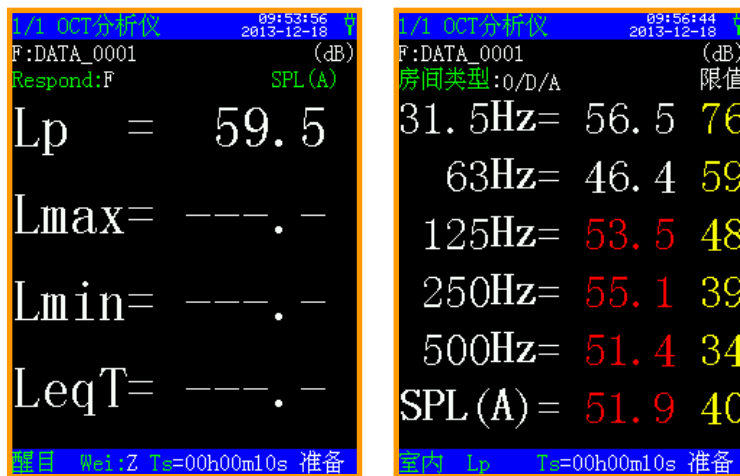 1/1 OCT分析仪 09:53:56
2013-12-18
F:DATA_0001 (dB)
Respond:F SPL(A)
Lp = 59.5
Lmax= ---.-
Lmin= ---.-
LeqT= ---.-
醒目 Wei:Z Ts=00h00m10s 准备
1/1 OCT分析仪 09:56:44
2013-12-18
F:DATA_0001 (dB)
房间类型:0/D/A 限值
31.5Hz= 56.5 76
63Hz= 46.4 59
125Hz= 53.5 48
250Hz= 55.1 39
500Hz= 51.4 34
SPL(A)= 51.9 40
室内 Lp Ts=00h00m10s 准备